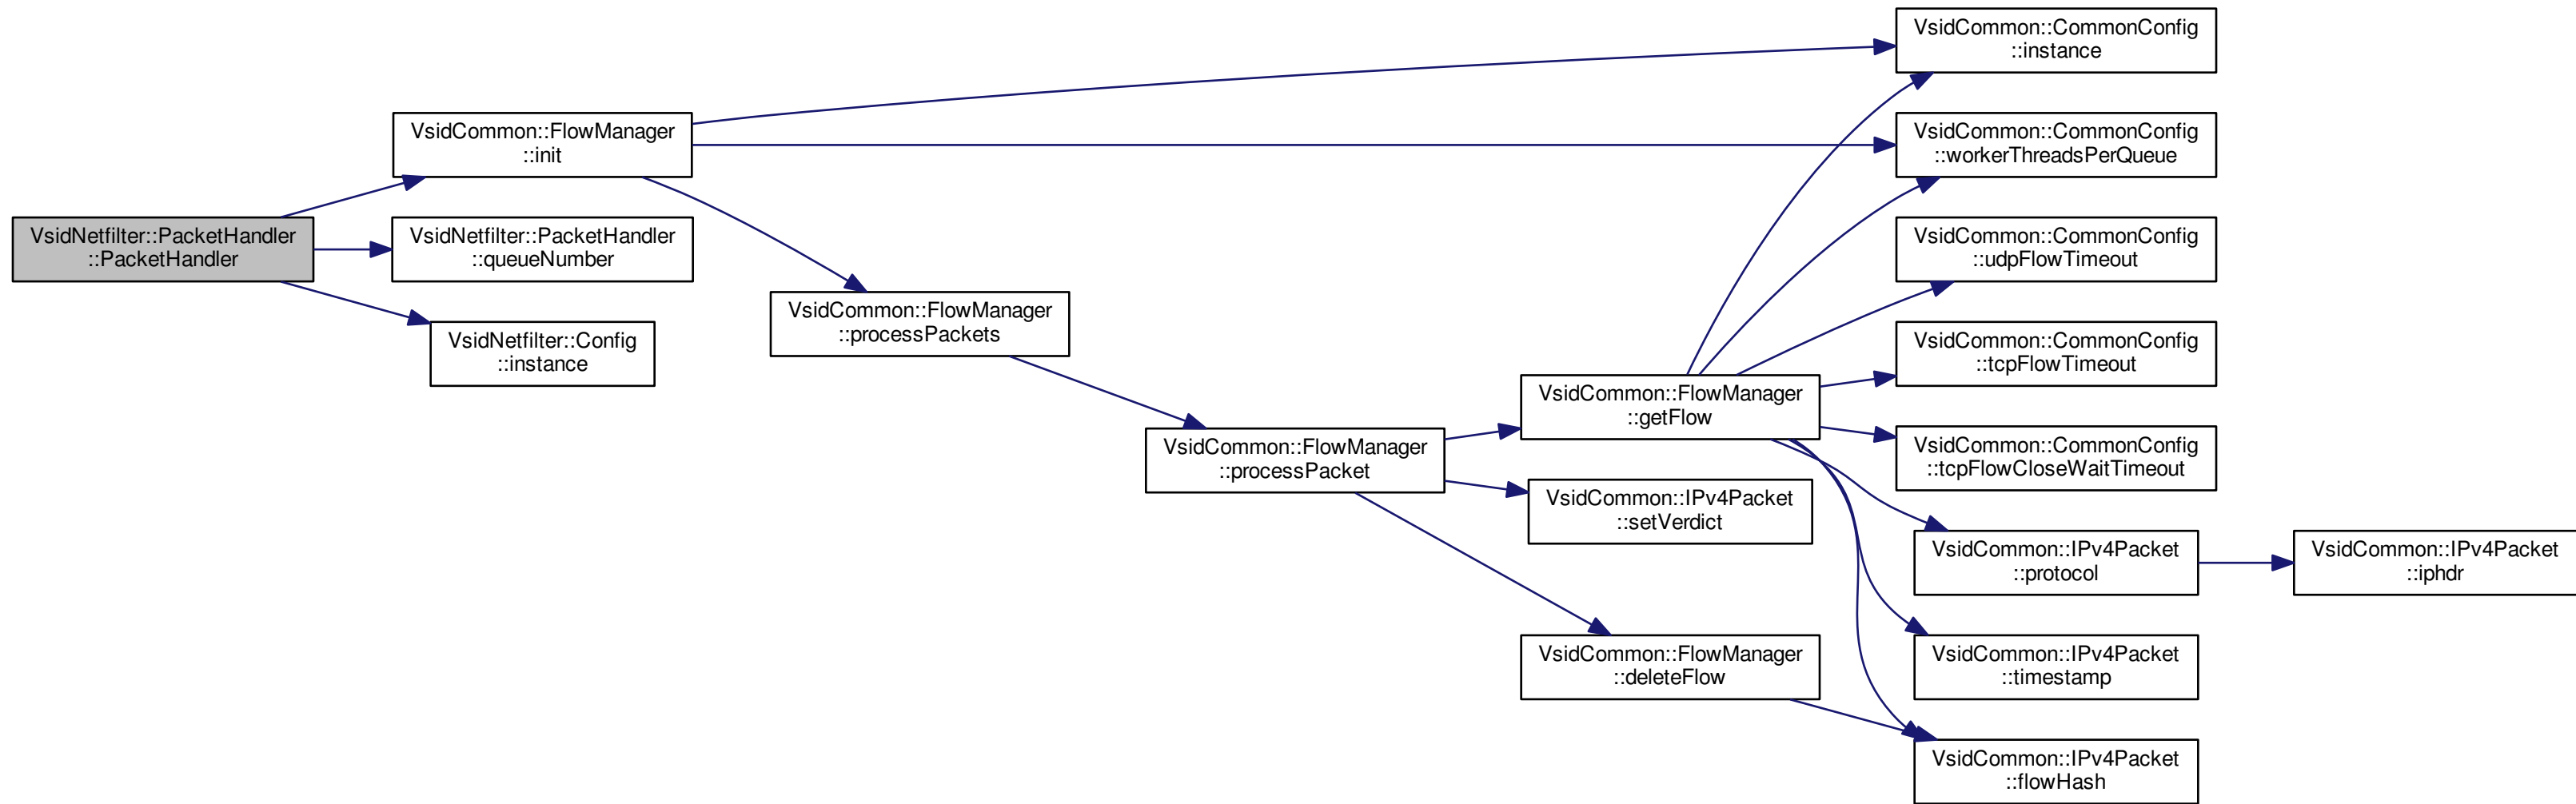 VsidNetfilter::PacketHandler
::PacketHandler
VsidCommon::FlowManager
::init
VsidNetfilter::PacketHandler
::queueNumber
VsidNetfilter::Config
::instance
VsidCommon::FlowManager
::processPackets
VsidCommon::FlowManager
::processPacket
VsidCommon::FlowManager
::getFlow
VsidCommon::IPv4Packet
::setVerdict
VsidCommon::FlowManager
::deleteFlow
VsidCommon::CommonConfig
::instance
VsidCommon::CommonConfig
::workerThreadsPerQueue
VsidCommon::CommonConfig
::udpFlowTimeout
VsidCommon::CommonConfig
::tcpFlowTimeout
VsidCommon::CommonConfig
::tcpFlowCloseWaitTimeout
VsidCommon::IPv4Packet
::protocol
VsidCommon::IPv4Packet
::timestamp
VsidCommon::IPv4Packet
::flowHash
VsidCommon::IPv4Packet
::iphdr